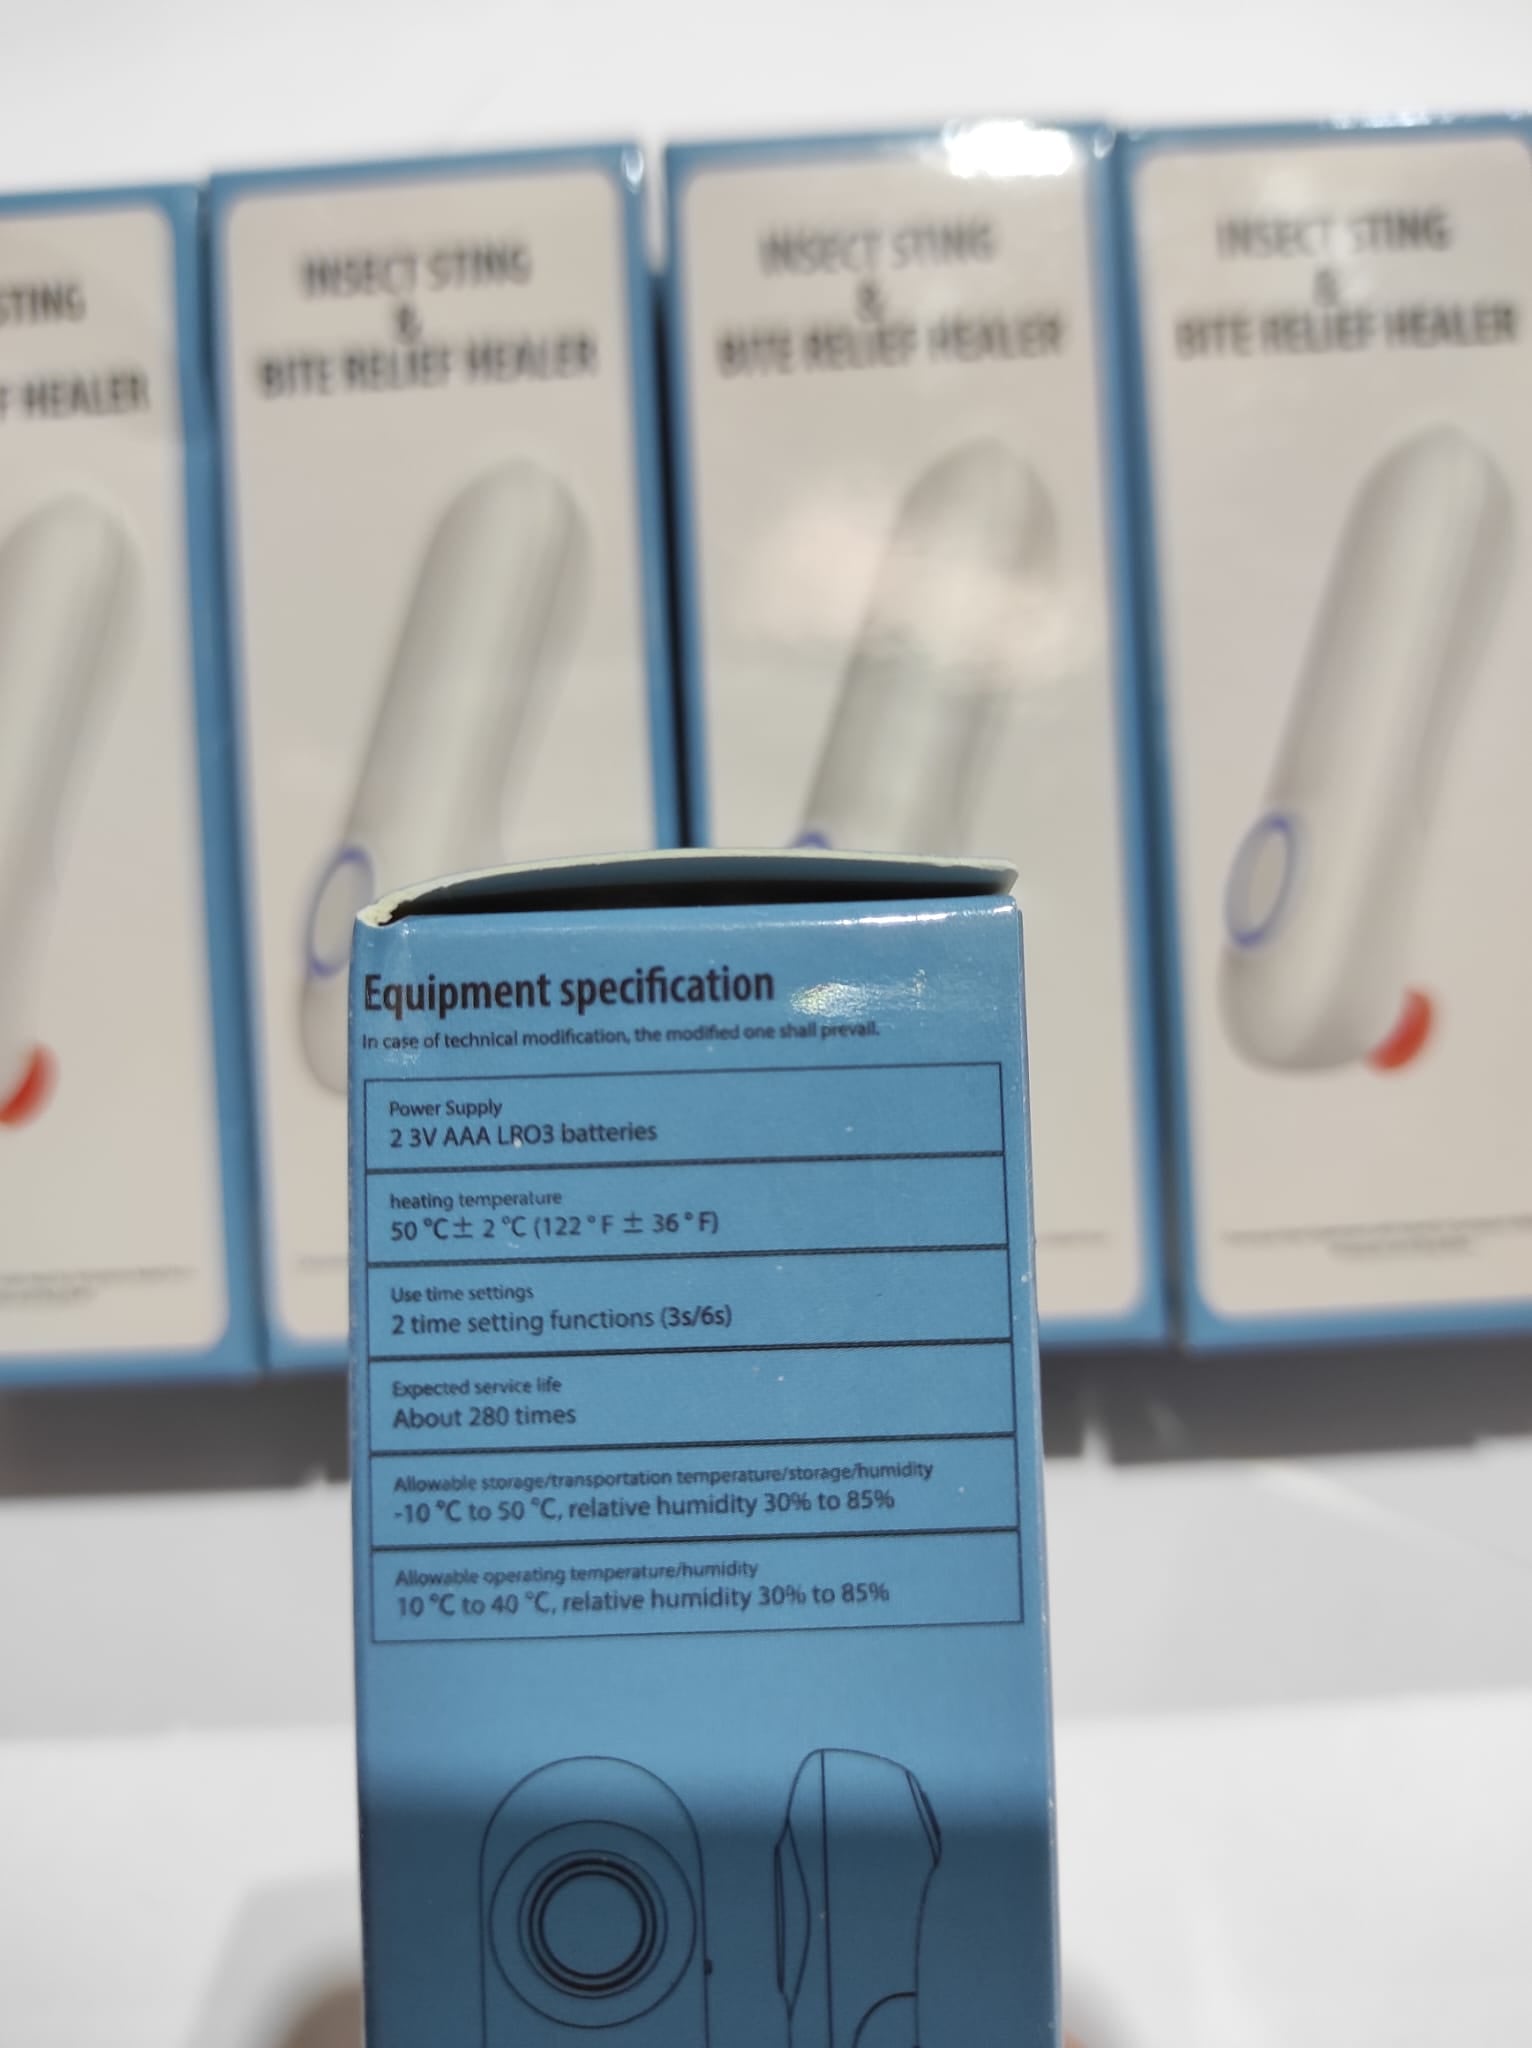 STING
F HEALER
INSECT STING
&
BITE RELIEF HEALER
INSECT STING
&
BITE RELIEF HEALER
INSECT STING
&
BITE RELIEF HEALER
Equipment specification
In case of technical modification, the modified one shall prevail.
Power Supply
2 3V AAA LRO3 batteries
heating temperature
50 °C± 2 °C (122 ° F ± 36 ° F)
Use time settings
2 time setting functions (3s/6s)
Expected service life
About 280 times
Allowable storage/transportation temperature/storage/humidity
-10 °C to 50 °C, relative humidity 30% to 85%
Allowable operating temperature/humidity
10 °C to 40 °C, relative humidity 30% to 85%